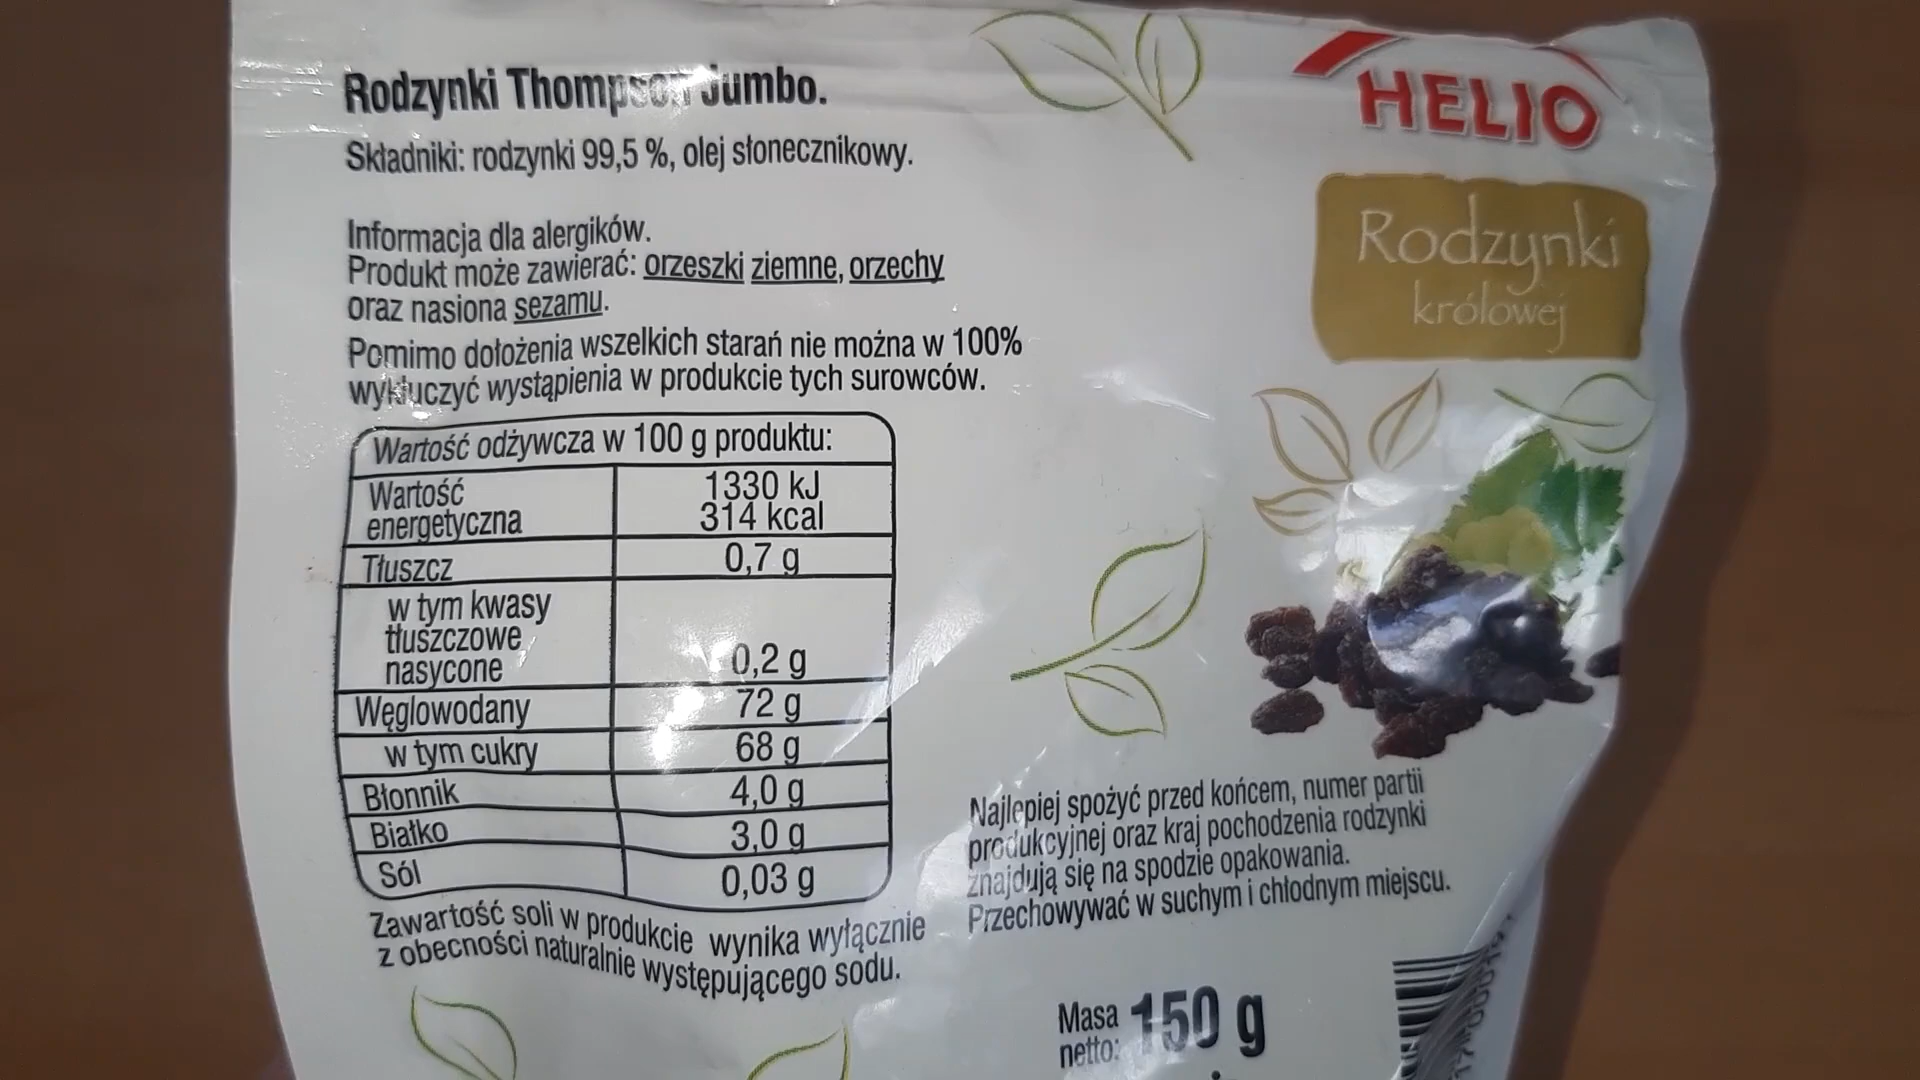 Rodzynki Thompson Jumbo.
Składniki: rodzynki 99,5 %, olej słonecznikowy.
Informacja dla alergików.
Produkt może zawierać: orzeszki ziemne, orzechy
oraz nasiona sezamu.
Pomimo dołożenia wszelkich starań nie można w 100%
wykluczyć wystąpienia w produkcie tych surowców.
Wartość odżywcza w 100 g produktu:
Wartość
energetyczna
1330 kJ
314 kcal
Tłuszcz 0,7 g
w tym kwasy
tłuszczowe
nasycone 0,2 g
Węglowodany 72 g
w tym cukry 68 g
Błonnik 4,0 g
Białko 3,0 g
Sól 0,03 g
Zawartość soli w produkcie wynika wyłącznie
z obecności naturalnie występującego sodu.
HELIO
Rodzynki
królowej
Najlepiej spożyć przed końcem, numer partii
produkcyjnej oraz kraj pochodzenia rodzynki
znajdują się na spodzie opakowania.
Przechowywać w suchym i chłodnym miejscu.
Masa
netto: 150 g